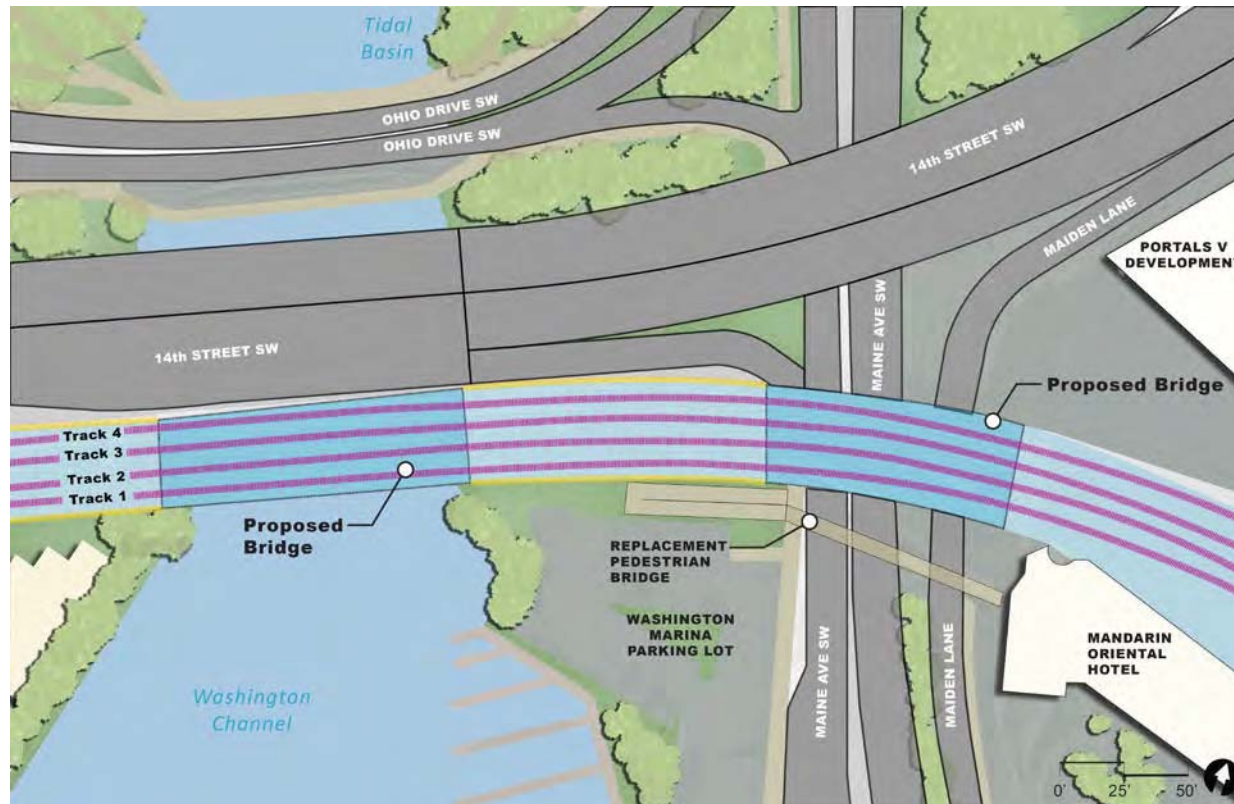 Tidal
Basin
OHIO DRIVE SW
OHIO DRIVE SW
14th STREET SW
MAIDEN LANE
PORTALS V
DEVELOPMENT
14th STREET SW
MAINE AVE SW
Proposed Bridge
Track 4
Track 3
Track 2
Track 1
Proposed
Bridge
REPLACEMENT
PEDESTRIAN
BRIDGE
WASHINGTON
MARINA
PARKING LOT
MAINE AVE SW
MAIDEN LANE
MANDARIN
ORIENTAL
HOTEL
Washington
Channel
0' 25' 50'